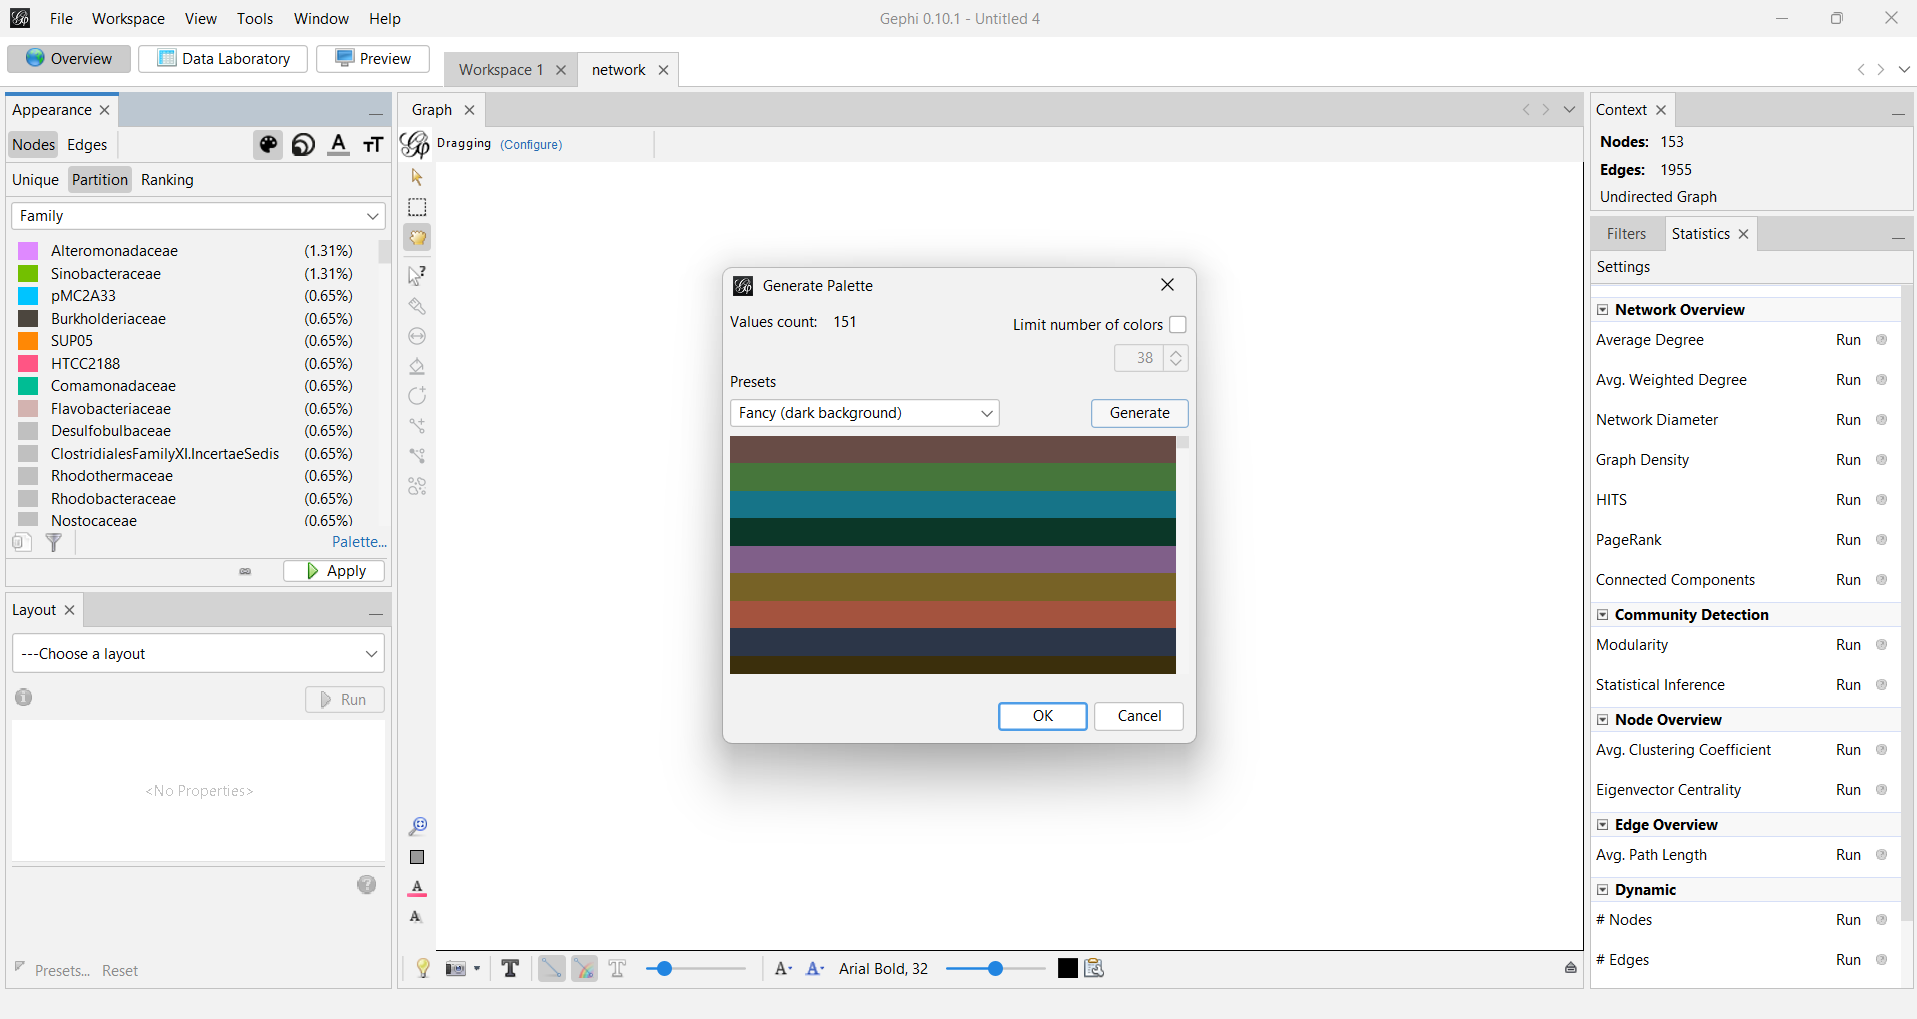 File Workspace View Tools Window Help
Gephi 0.10.1 - Untitled 4
Overview Data Laboratory Preview
Workspace 1 network
Appearance
Nodes Edges
Unique Partition Ranking
Family
Alteromonadaceae (1.31%)
Sinobacteraceae (1.31%)
pMC2A33 (0.65%)
Burkholderiaceae (0.65%)
SUP05 (0.65%)
HTCC2188 (0.65%)
Comamonadaceae (0.65%)
Flavobacteriaceae (0.65%)
Desulfobulbaceae (0.65%)
ClostridialesFamilyXI.IncertaeSedis (0.65%)
Rhodothermaceae (0.65%)
Rhodobacteraceae (0.65%)
Nostocaceae (0.65%)
Palette...
Apply
Layout
---Choose a layout
Run
<No Properties>
Presets... Reset
Graph
Dragging (Configure)
Generate Palette
Values count: 151
Limit number of colors
38
Presets
Fancy (dark background)
Generate
OK Cancel
Arial Bold, 32
Context
Nodes: 153
Edges: 1955
Undirected Graph
Filters Statistics
Settings
Network Overview
Average Degree Run
Avg. Weighted Degree Run
Network Diameter Run
Graph Density Run
HITS Run
PageRank Run
Connected Components Run
Community Detection
Modularity Run
Statistical Inference Run
Node Overview
Avg. Clustering Coefficient Run
Eigenvector Centrality Run
Edge Overview
Avg. Path Length Run
Dynamic
# Nodes Run
# Edges Run